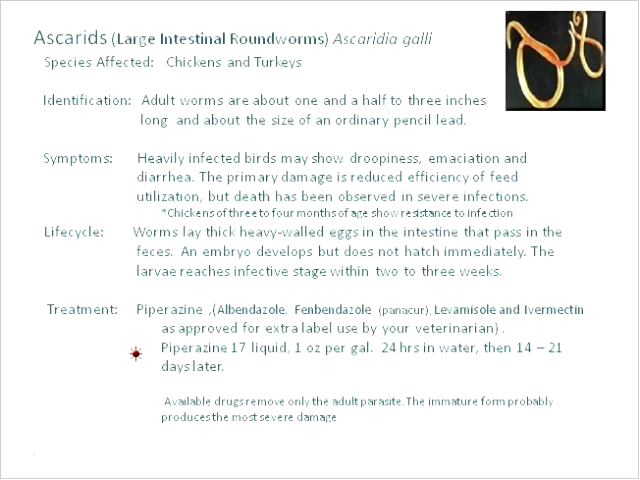 Ascarids (Large Intestinal Roundworms) Ascaridia galli
Species Affected: Chickens and Turkeys
Identification: Adult worms are about one and a half to three inches
long and about the size of an ordinary pencil lead.
Symptoms: Heavily infected birds may show droopiness, emaciation and
diarrhea. The primary damage is reduced efficiency of feed
utilization, but death has been observed in severe infections.
*Chickens of three to four months of age show resistance to infection
Lifecycle: Worms lay thick heavy-walled eggs in the intestine that pass in the
feces. An embryo develops but does not hatch immediately. The
larvae reaches infective stage within two to three weeks.
Treatment: Piperazine ,(Albendazole, Fenbendazole (panacur), Levamisole and Ivermectin
as approved for extra label use by your veterinarian) .
Piperazine 17 liquid, 1 oz per gal. 24 hrs in water, then 14 – 21
days later.
Available drugs remove only the adult parasite. The immature form probably
produces the most severe damage